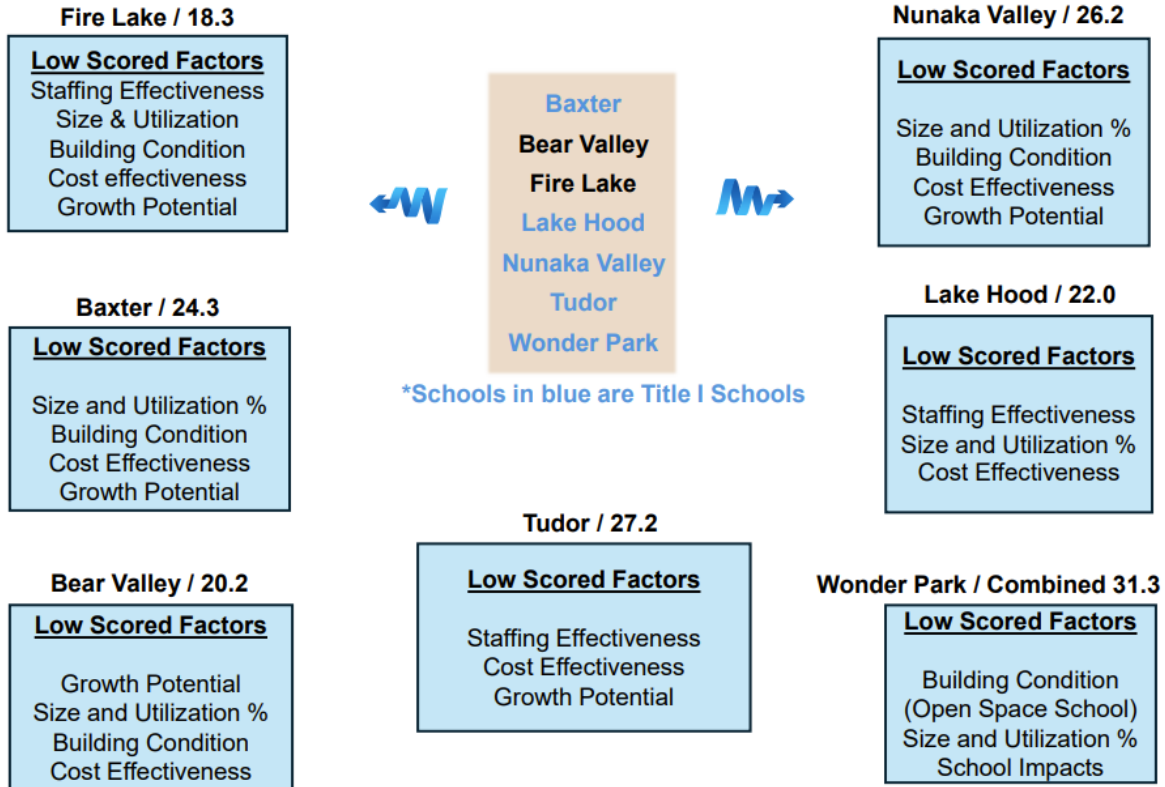 Fire Lake / 18.3
Low Scored Factors
Staffing Effectiveness
Size & Utilization
Building Condition
Cost effectiveness
Growth Potential
Baxter / 24.3
Low Scored Factors
Size and Utilization %
Building Condition
Cost Effectiveness
Growth Potential
Bear Valley / 20.2
Low Scored Factors
Growth Potential
Size and Utilization %
Building Condition
Cost Effectiveness
Baxter
Bear Valley
Fire Lake
Lake Hood
Nunaka Valley
Tudor
Wonder Park
*Schools in blue are Title I Schools
Tudor / 27.2
Low Scored Factors
Staffing Effectiveness
Cost Effectiveness
Growth Potential
Nunaka Valley / 26.2
Low Scored Factors
Size and Utilization %
Building Condition
Cost Effectiveness
Growth Potential
Lake Hood / 22.0
Low Scored Factors
Staffing Effectiveness
Size and Utilization %
Cost Effectiveness
Wonder Park / Combined 31.3
Low Scored Factors
Building Condition
(Open Space School)
Size and Utilization %
School Impacts